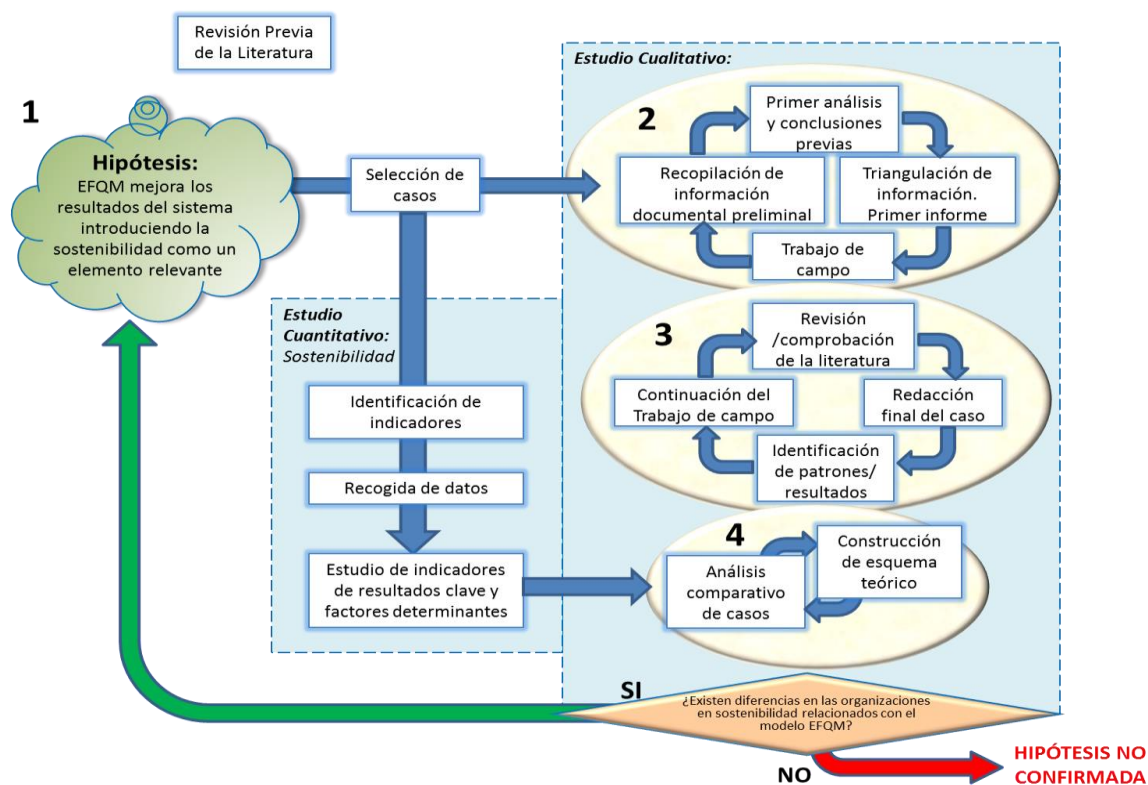 Revisión Previa
de la Literatura
1
Hipótesis:
EFQM mejora los
resultados del sistema
introduciendo la
sostenibilidad como un
elemento relevante
Selección de
casos
Estudio Cualitativo:
2
Primer análisis
y conclusiones
previas
Recopilación de
información
documental preliminal
Triangulación de
información.
Primer informe
Trabajo de
campo
Estudio
Cuantitativo:
Sostenibilidad
Identificación de
indicadores
Recogida de datos
Estudio de indicadores
de resultados clave y
factores determinantes
3
Revisión
/comprobación
de la literatura
Continuación del
Trabajo de campo
Redacción
final del caso
Identificación
de patrones/
resultados
4
Análisis
comparativo
de casos
Construcción
de esquema
teórico
SI
¿Existen diferencias en las organizaciones
en sostenibilidad relacionados con el
modelo EFQM?
NO
HIPÓTESIS NO
CONFIRMADA